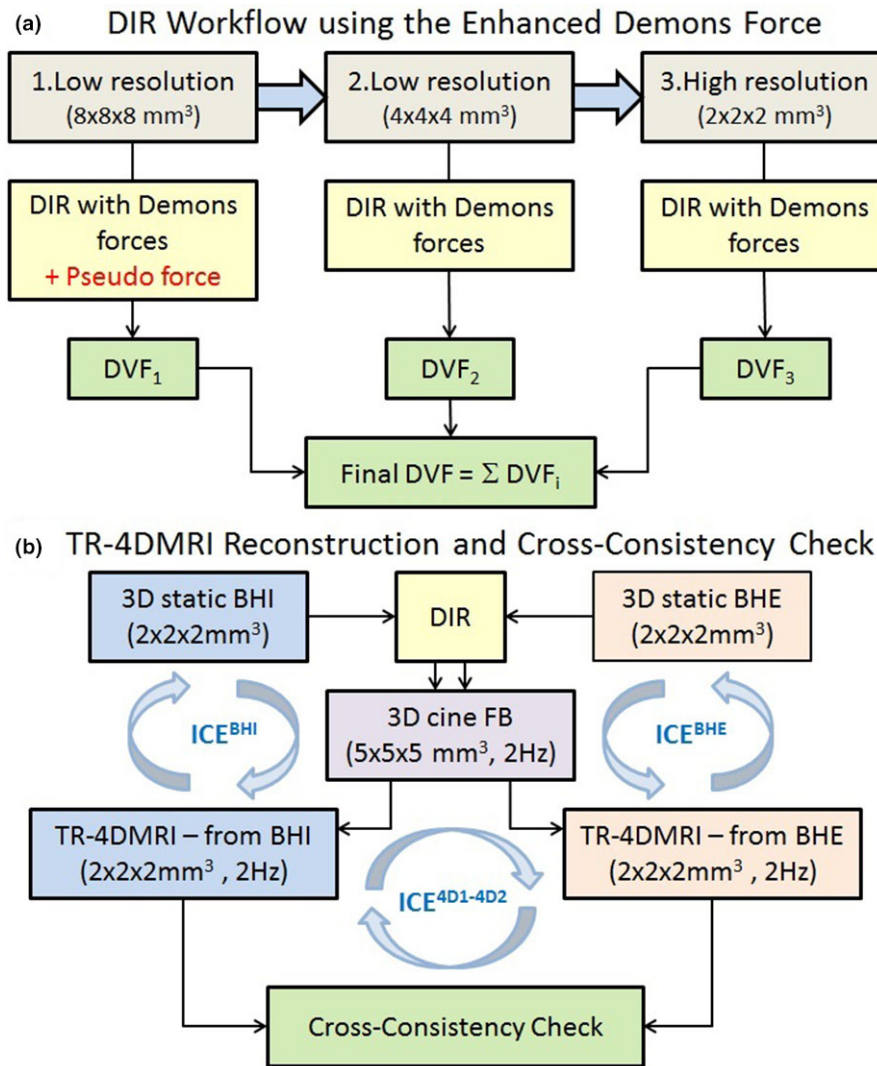 (a) DIR Workflow using the Enhanced Demons Force
1.Low resolution
(8x8x8 mm³)
2.Low resolution
(4x4x4 mm³)
3.High resolution
(2x2x2 mm³)
DIR with Demons
forces
+ Pseudo force
DIR with Demons
forces
DIR with Demons
forces
DVF₁
DVF₂
DVF₃
Final DVF = Σ DVFᵢ
(b) TR-4DMRI Reconstruction and Cross-Consistency Check
3D static BHI
(2x2x2mm³)
DIR
3D static BHE
(2x2x2mm³)
ICE^BHI
3D cine FB
(5x5x5 mm³, 2Hz)
ICE^BHE
TR-4DMRI – from BHI
(2x2x2mm³ , 2Hz)
TR-4DMRI – from BHE
(2x2x2mm³ , 2Hz)
ICE^4D1-4D2
Cross-Consistency Check